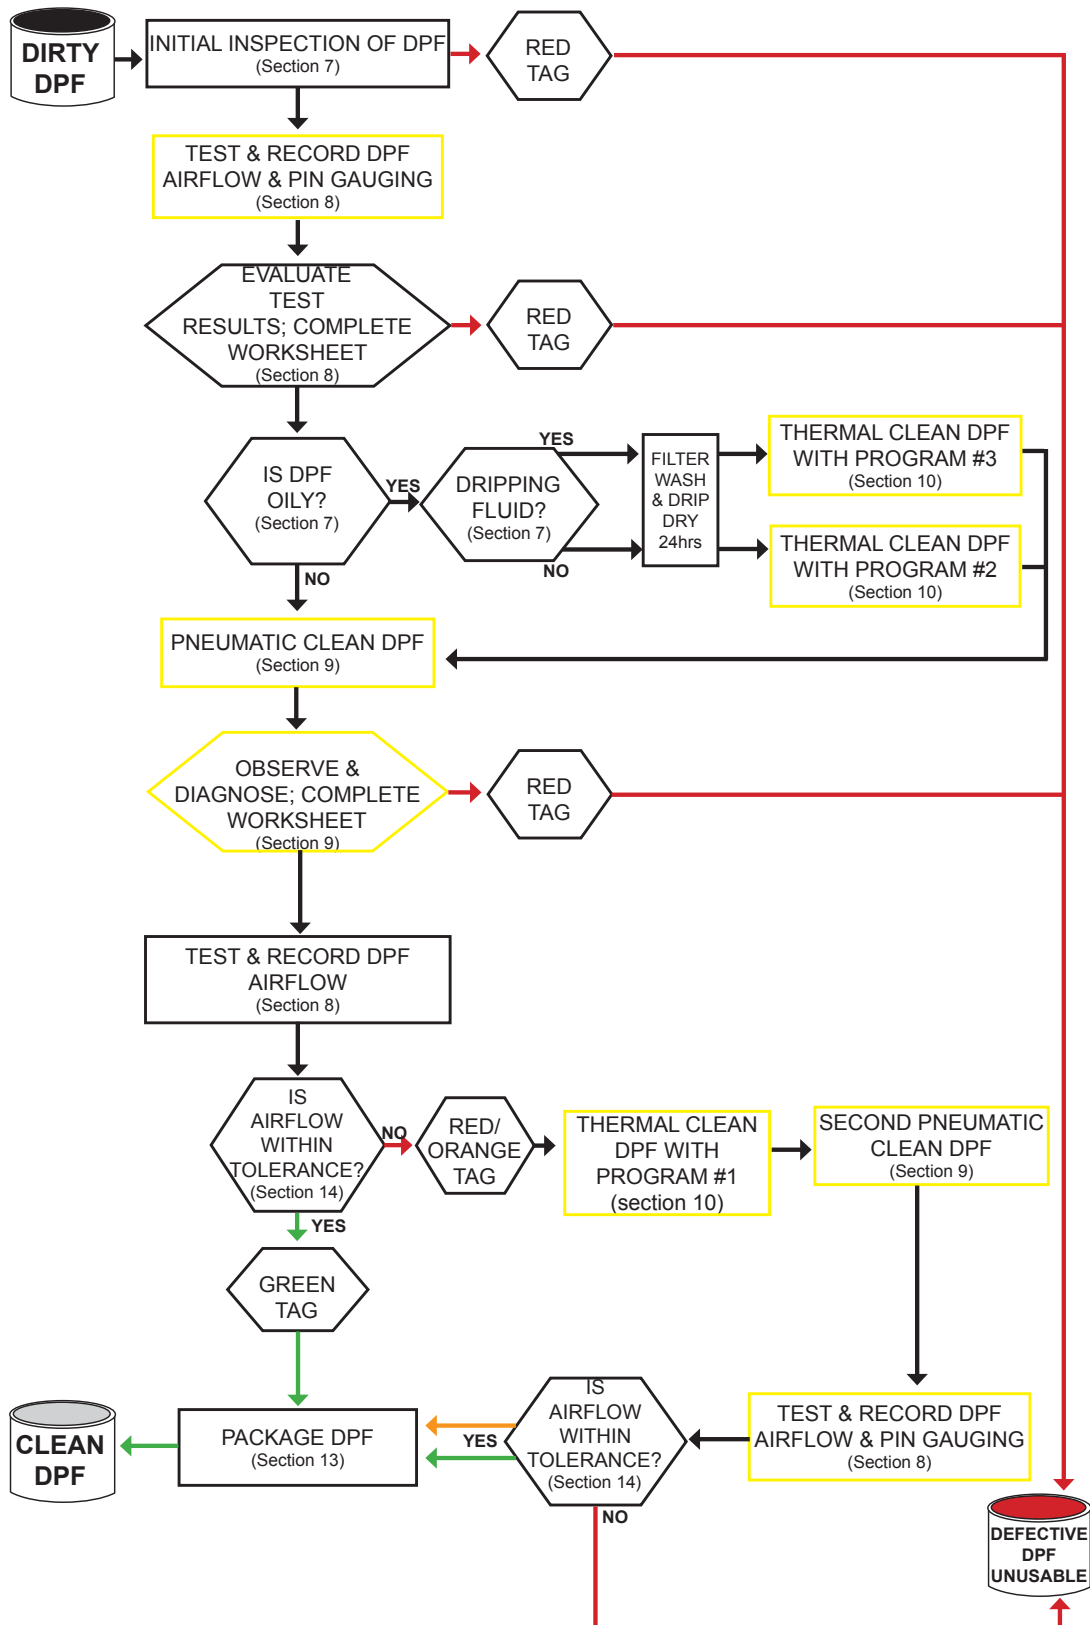 DIRTY
DPF
INITIAL INSPECTION OF DPF
(Section 7)
RED
TAG
TEST & RECORD DPF
AIRFLOW & PIN GAUGING
(Section 8)
EVALUATE
TEST
RESULTS; COMPLETE
WORKSHEET
(Section 8)
RED
TAG
IS DPF
OILY?
(Section 7)
YES
NO
DRIPPING
FLUID?
(Section 7)
YES
NO
FILTER
WASH
& DRIP
DRY
24hrs
THERMAL CLEAN DPF
WITH PROGRAM #3
(Section 10)
THERMAL CLEAN DPF
WITH PROGRAM #2
(Section 10)
PNEUMATIC CLEAN DPF
(Section 9)
OBSERVE &
DIAGNOSE; COMPLETE
WORKSHEET
(Section 9)
RED
TAG
TEST & RECORD DPF
AIRFLOW
(Section 8)
IS
AIRFLOW
WITHIN
TOLERANCE?
(Section 14)
NO
YES
RED/
ORANGE
TAG
THERMAL CLEAN
DPF WITH
PROGRAM #1
(section 10)
SECOND PNEUMATIC
CLEAN DPF
(Section 9)
GREEN
TAG
CLEAN
DPF
PACKAGE DPF
(Section 13)
YES
IS
AIRFLOW
WITHIN
TOLERANCE?
(Section 14)
NO
TEST & RECORD DPF
AIRFLOW & PIN GAUGING
(Section 8)
DEFECTIVE
DPF
UNUSABLE